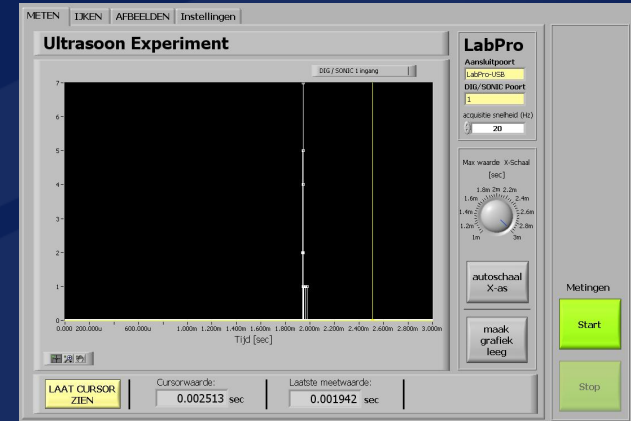 METEN IJKEN AFBEELDEN Instellingen
Ultrasoon Experiment
DIG / SONIC 1 ingang
7
6
5
4
3
2
1
0
0.000 200.000u 600.000u 1.000m 1.200m 1.400m 1.600m 1.800m 2.000m 2.200m 2.400m 2.600m 2.800m 3.000m
Tijd [sec]
LAAT CURSOR
ZIEN
Cursorwaarde:
0.002513 sec
Laatste meetwaarde:
0.001942 sec
LabPro
Aansluitpoort
LabPro-USB
DIG/SONIC Poort
1
acquisitie snelheid (Hz)
20
Max waarde X-Schaal
[sec]
1.8m 2m 2.2m
1.6m 2.4m
1.4m 2.6m
1.2m 2.8m
1m 3m
autoschaal
X-as
maak
grafiek
leeg
Metingen
Start
Stop